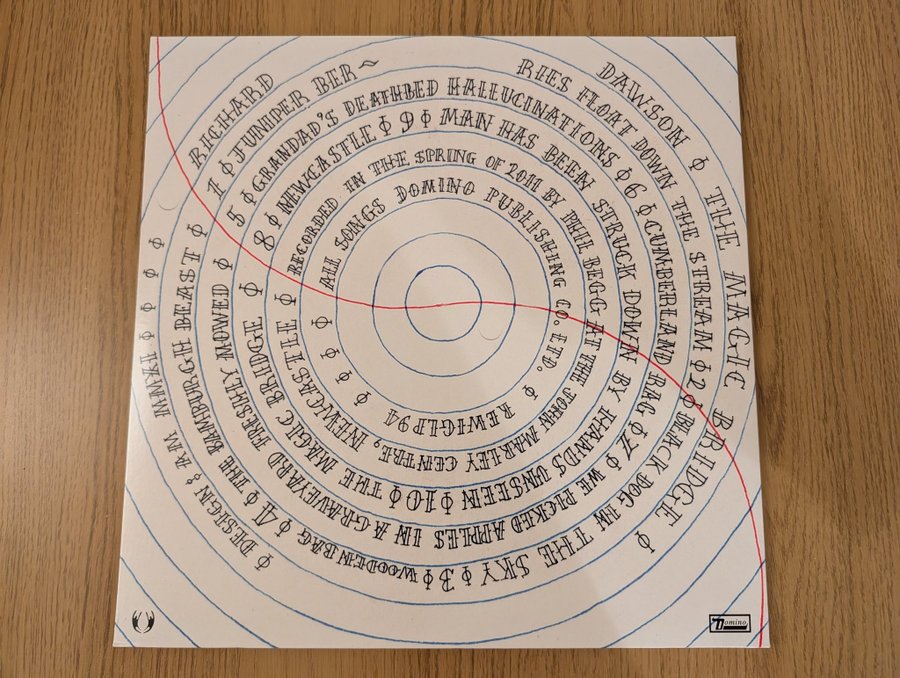 RICHARD DAWSON ϕ THE MAGIC BRIDGE ϕ
ϕ DESIGN & AM MMXI ϕ ϕ ϕ ϕ
1 ϕ JUNIPER BER~RIES FLOAT DOWN THE STREAM ϕ 2 ϕ BLACK DOG IN THE SKY ϕ 3 ϕ WOODEN BAG ϕ 4 ϕ THE BAMBURGH BEAST ϕ
5 ϕ GRANDAD'S DEATHBED HALLUCINATIONS ϕ 6 ϕ CUMBERLAND RAG ϕ 7 ϕ WE PICKED APPLES IN A GRAVEYARD FRESHLY MOWED ϕ
8 ϕ NEWCASTLE ϕ 9 ϕ MAN HAS BEEN STRUCK DOWN BY HANDS UNSEEN ϕ 10 ϕ THE MAGIC BRIDGE ϕ
RECORDED IN THE SPRING OF 2011 BY PHIL BEGG AT THE JOHN MARLEY CENTRE, NEWCASTLE ϕ
ALL SONGS DOMINO PUBLISHING CO. LTD. ϕ REWIGLP94 ϕ ϕ ϕ ϕ
Domino